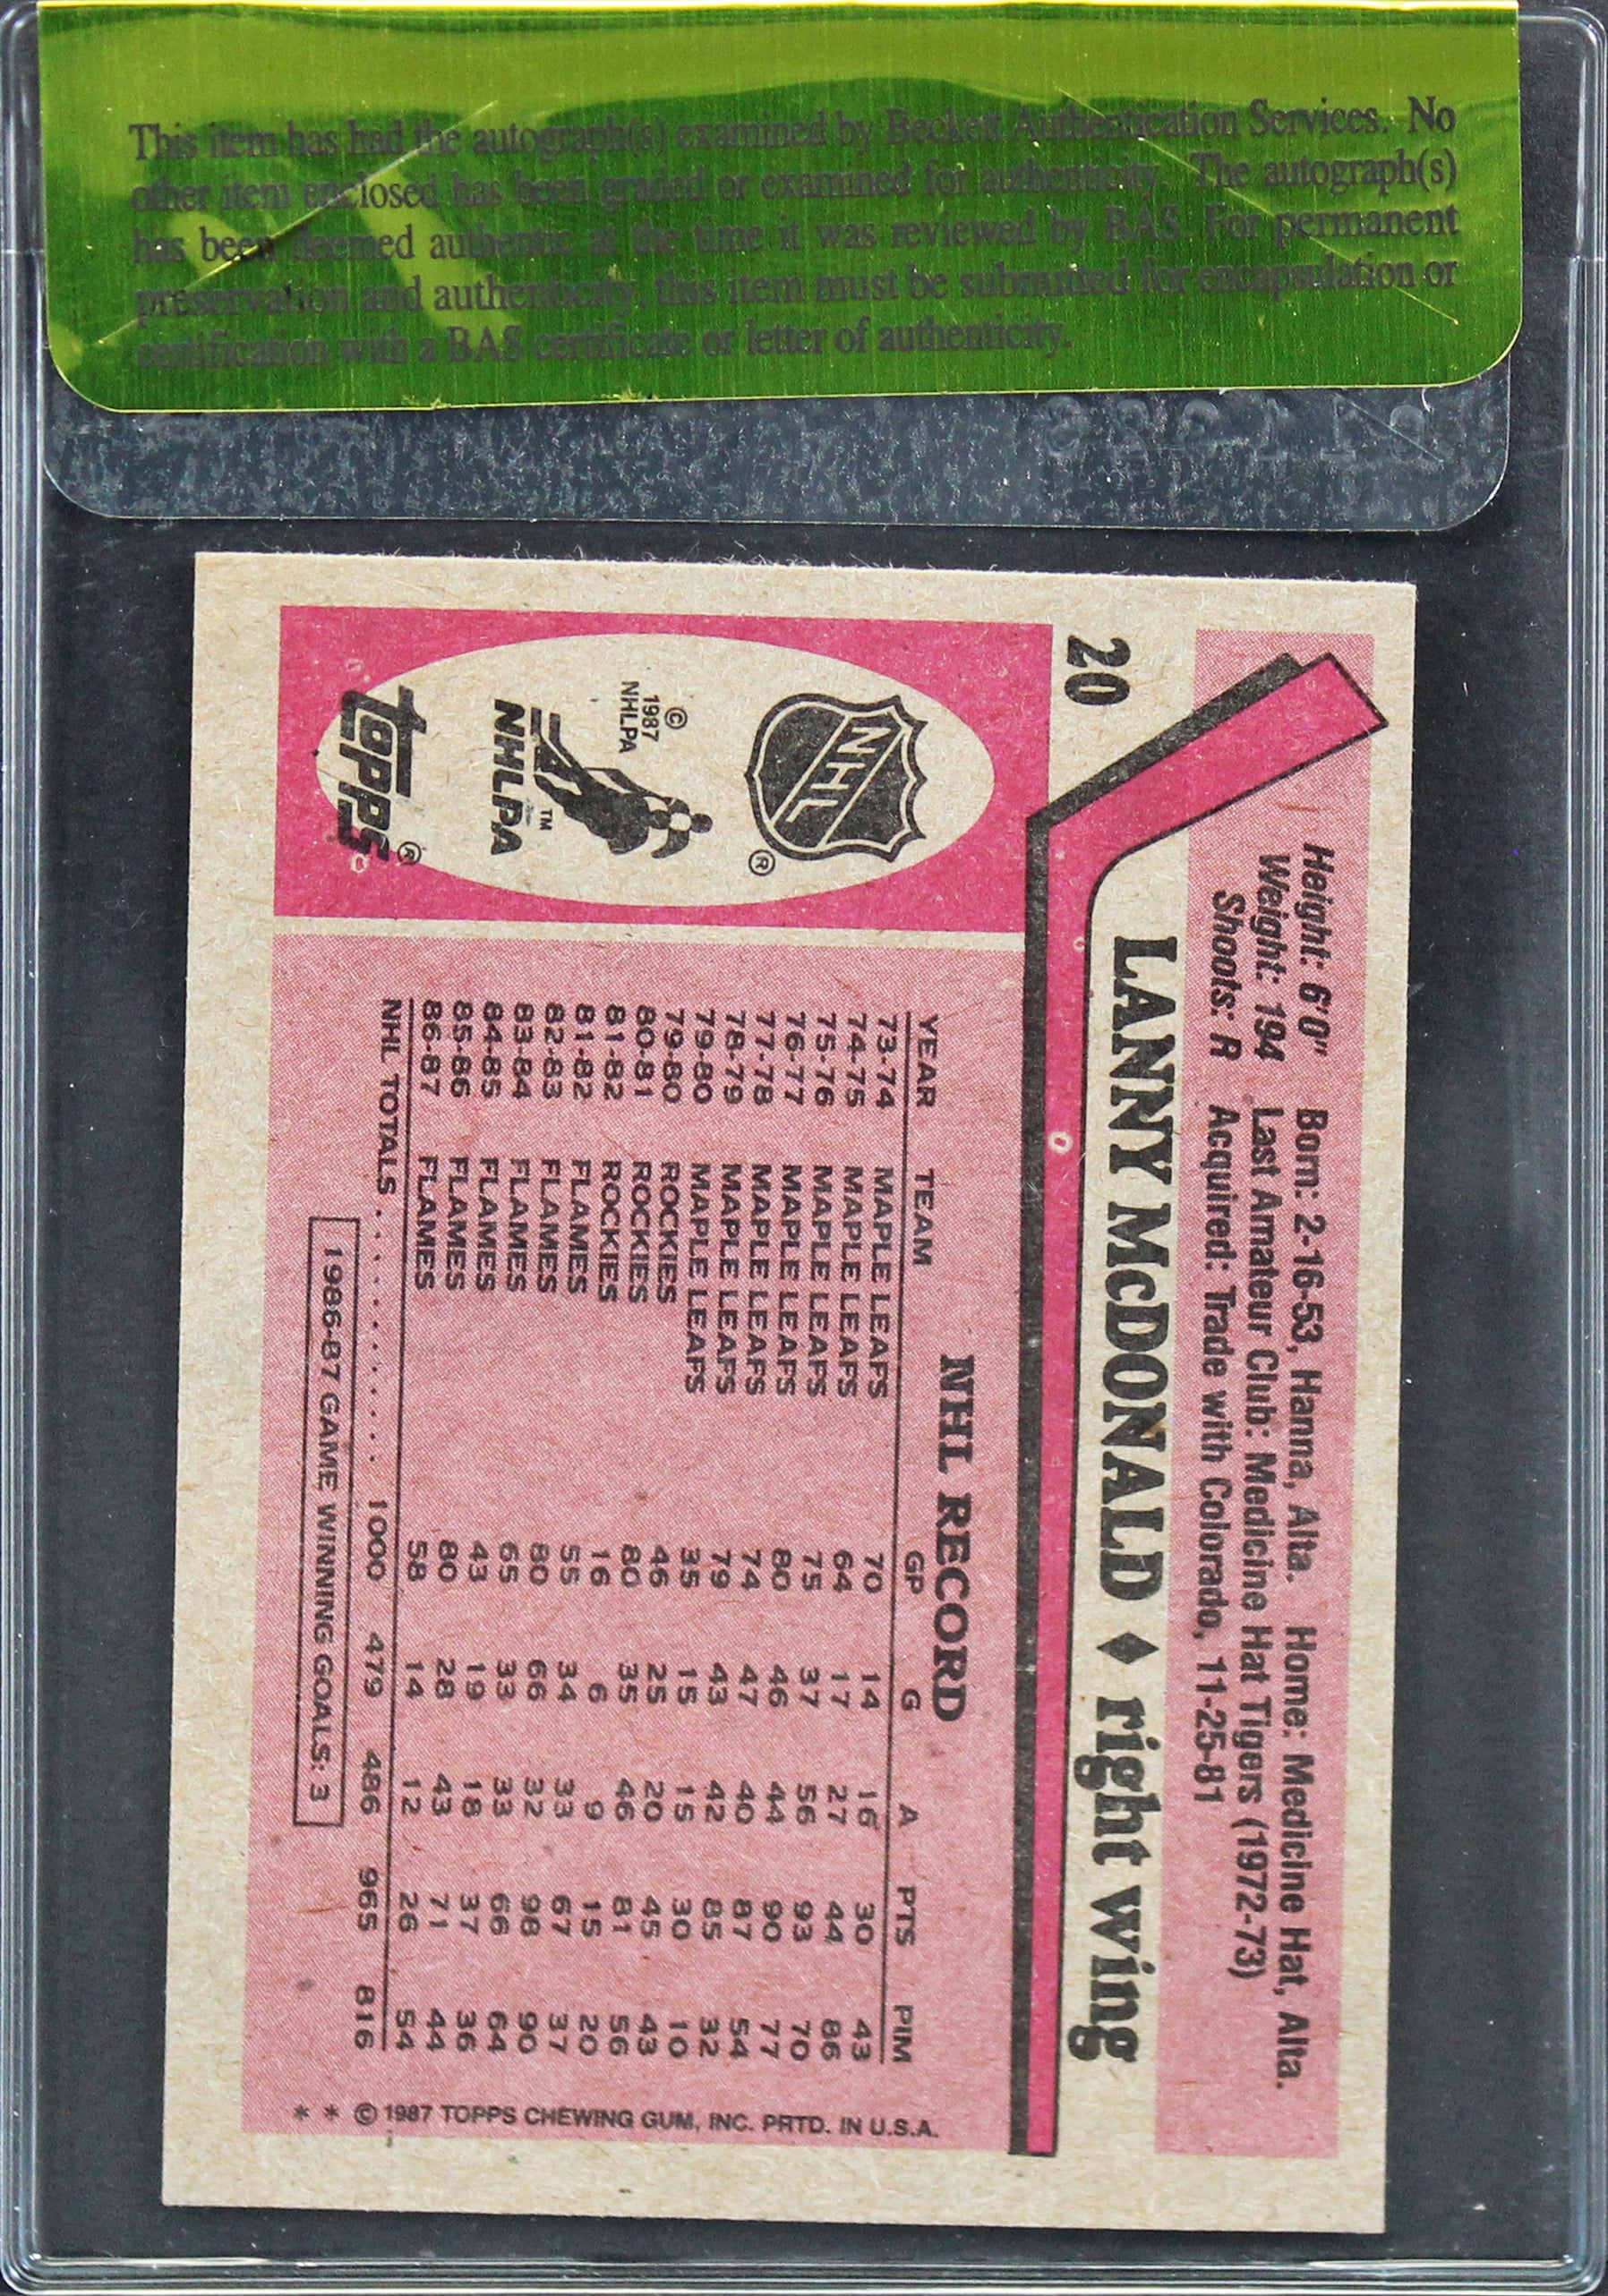 This item has had the autograph(s) examined by Beckett Authentication Services. No
other item enclosed has been graded or examined for authenticity. The autograph(s)
has been deemed authentic at the time it was reviewed by BAS. For permanent
preservation and authenticity, this item must be submitted for encapsulation or
certification with a BAS certificate or letter of authenticity.
Height: 6'0" Born: 2-16-53, Hanna, Alta. Home: Medicine Hat, Alta.
Weight: 194 Last Amateur Club: Medicine Hat Tigers (1972-73)
Shoots: R Acquired: Trade with Colorado, 11-25-81
20 LANNY McDONALD ♦ right wing
NHL ®
© 1987 NHLPA
NHLPA ™
TOPPS ®
NHL RECORD
YEAR TEAM GP G A PTS PIM
73-74 MAPLE LEAFS 70 14 16 30 43
74-75 MAPLE LEAFS 64 17 27 44 86
75-76 MAPLE LEAFS 75 37 56 93 70
76-77 MAPLE LEAFS 80 46 44 90 77
77-78 MAPLE LEAFS 74 47 40 87 54
78-79 MAPLE LEAFS 79 43 42 85 32
79-80 MAPLE LEAFS 35 15 15 30 10
79-80 ROCKIES 46 25 20 45 43
80-81 ROCKIES 80 35 46 81 56
81-82 ROCKIES 16 6 9 15 20
81-82 FLAMES 55 34 33 67 37
82-83 FLAMES 80 66 32 98 90
83-84 FLAMES 65 33 33 66 64
84-85 FLAMES 43 19 18 37 36
85-86 FLAMES 80 28 43 71 44
86-87 FLAMES 58 14 12 26 54
NHL TOTALS . . . . . . . . . . . . 1000 479 486 965 816
1986-87 GAME WINNING GOALS: 3
* * © 1987 TOPPS CHEWING GUM, INC. PRTD. IN U.S.A.